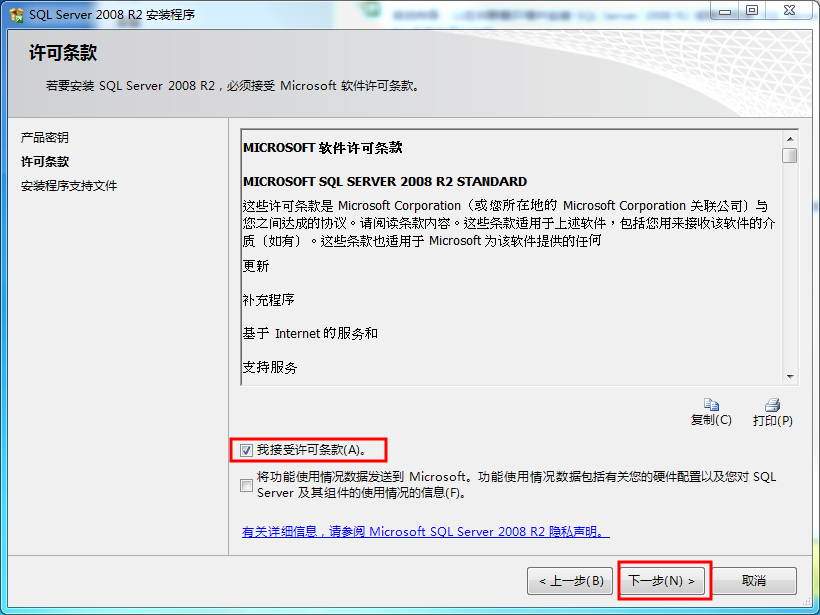 SQL Server 2008 R2 安装程序
许可条款
若要安装 SQL Server 2008 R2，必须接受 Microsoft 软件许可条款。
产品密钥
许可条款
安装程序支持文件
MICROSOFT 软件许可条款
MICROSOFT SQL SERVER 2008 R2 STANDARD
这些许可条款是 Microsoft Corporation（或您所在地的 Microsoft Corporation 关联公司）与
您之间达成的协议。请阅读条款内容。这些条款适用于上述软件，包括您用来接收该软件的介
质（如有）。这些条款也适用于 Microsoft 为该软件提供的任何
更新
补充程序
基于 Internet 的服务和
支持服务
复制(C)
打印(P)
我接受许可条款(A)。
将功能使用情况数据发送到 Microsoft。功能使用情况数据包括有关您的硬件配置以及您对 SQL
Server 及其组件的使用情况的信息(F)。
有关详细信息，请参阅 Microsoft SQL Server 2008 R2 隐私声明。
< 上一步(B)
下一步(N) >
取消